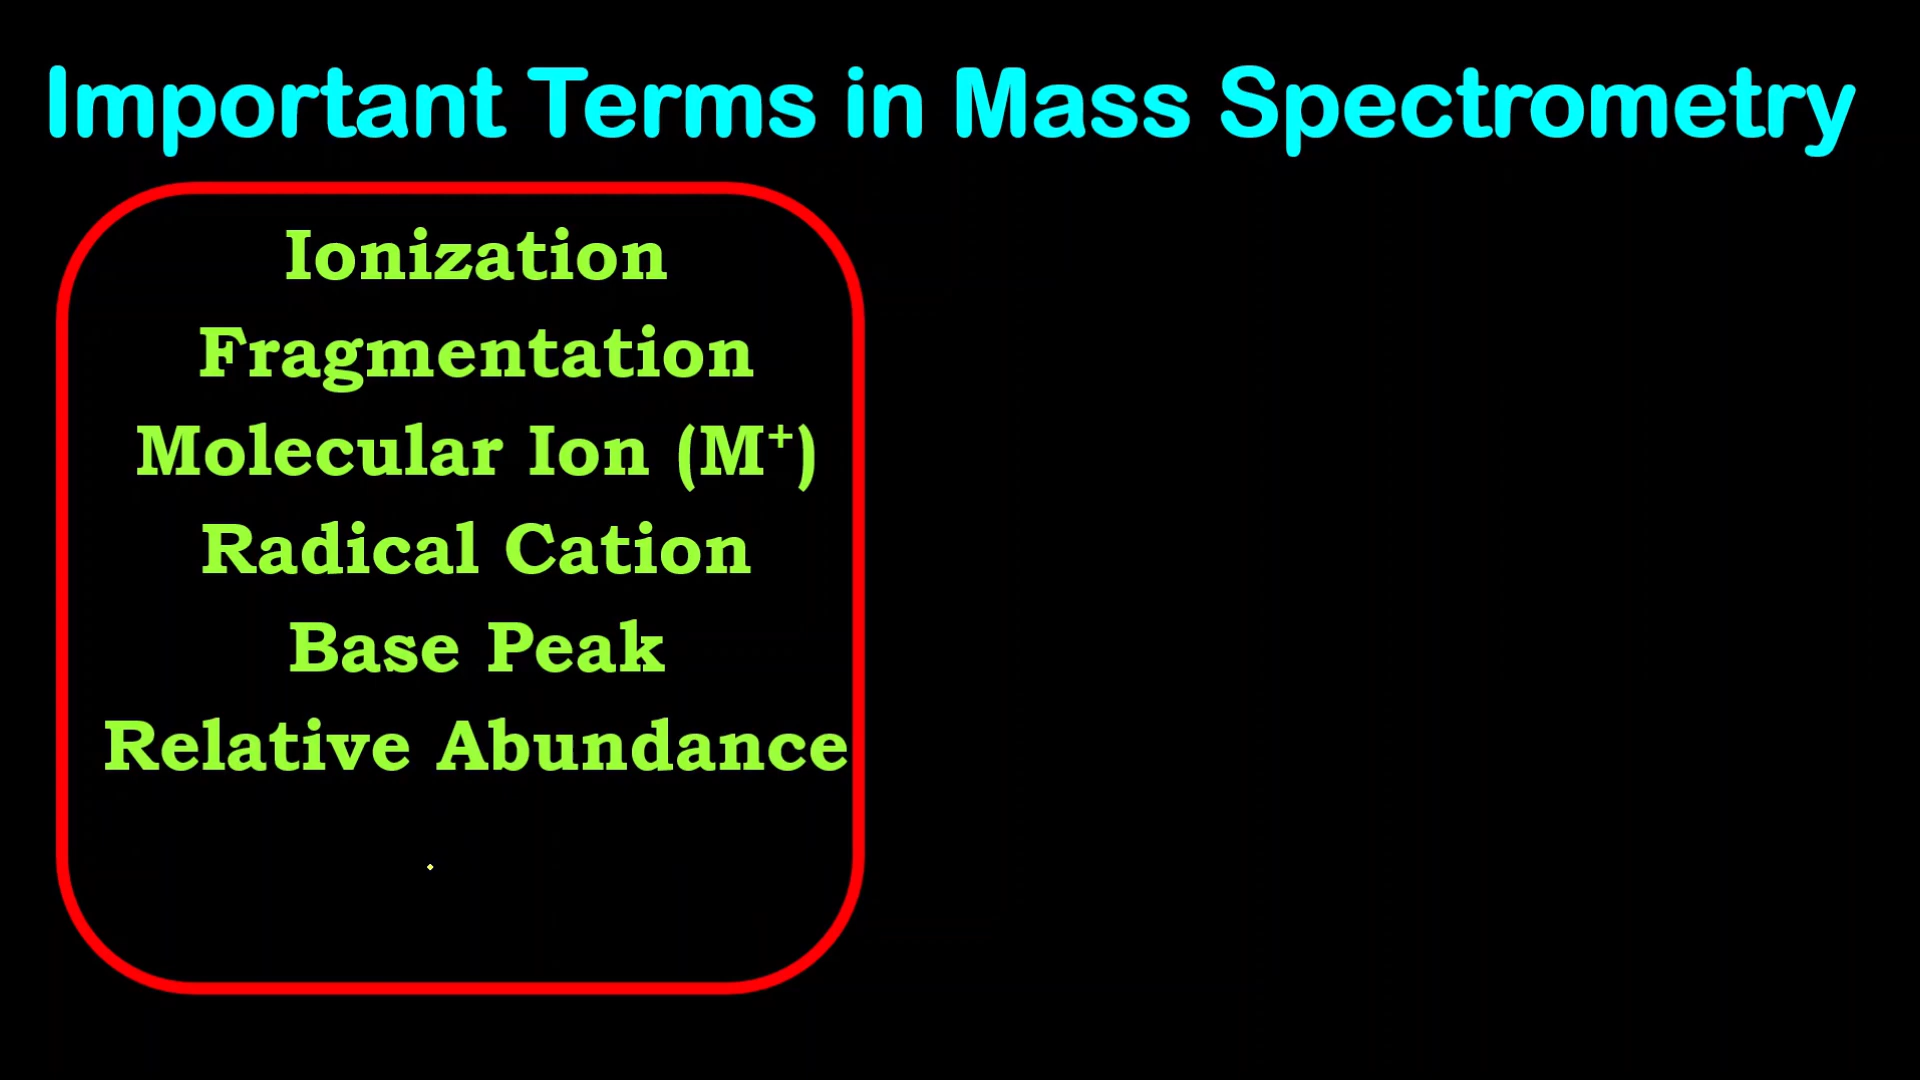 Important Terms in Mass Spectrometry
Ionization
Fragmentation
Molecular Ion (M⁺)
Radical Cation
Base Peak
Relative Abundance